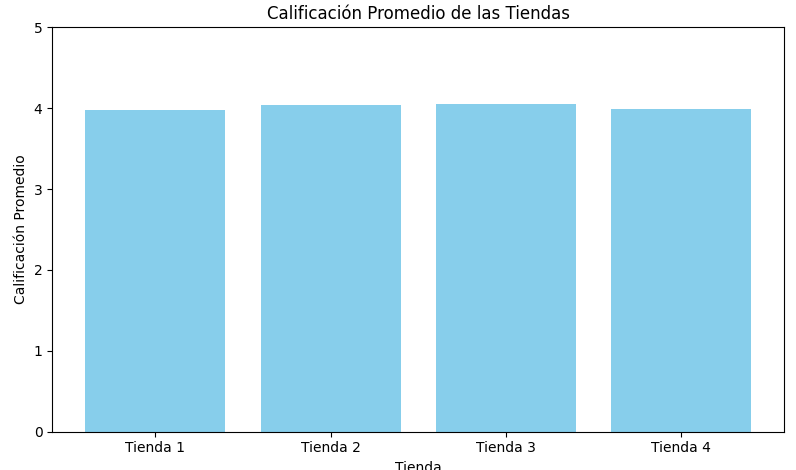 Calificación Promedio de las Tiendas
Calificación Promedio
5
4
3
2
1
0
Tienda 1 Tienda 2 Tienda 3 Tienda 4
Tienda